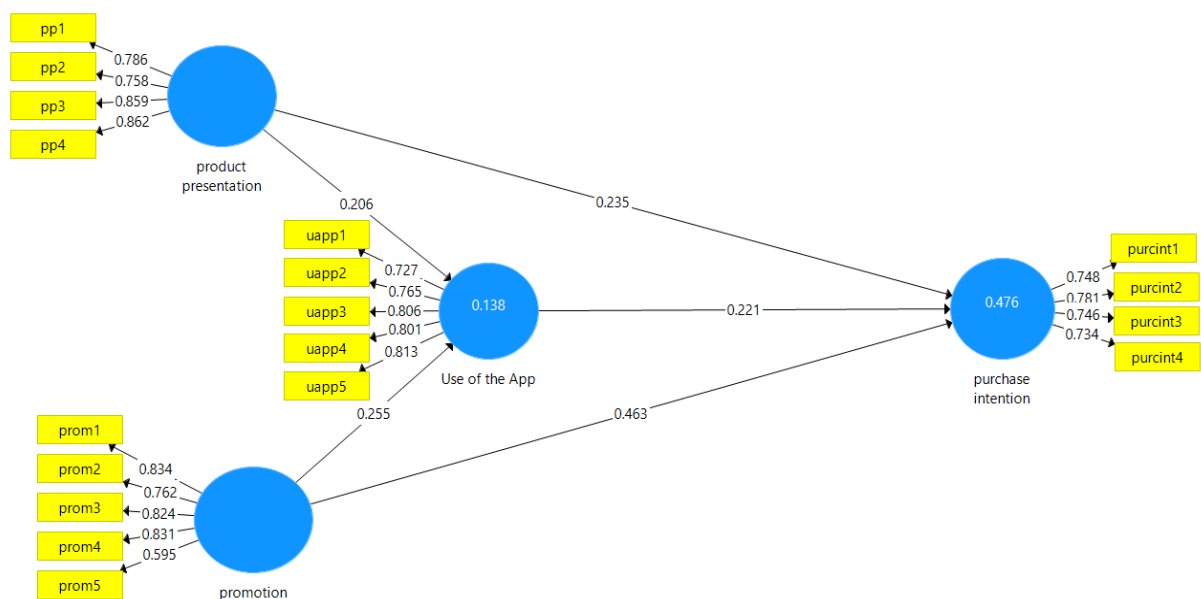 pp1
0.786
pp2
0.758
pp3
0.859
pp4
0.862
product
presentation
0.206
0.235
uapp1
0.727
uapp2
0.765
uapp3
0.806
uapp4
0.801
uapp5
0.813
0.138
Use of the App
0.221
0.476
purchase
intention
purcint1
0.748
purcint2
0.781
purcint3
0.746
purcint4
0.734
0.255
0.463
prom1
0.834
prom2
0.762
prom3
0.824
prom4
0.831
prom5
0.595
promotion